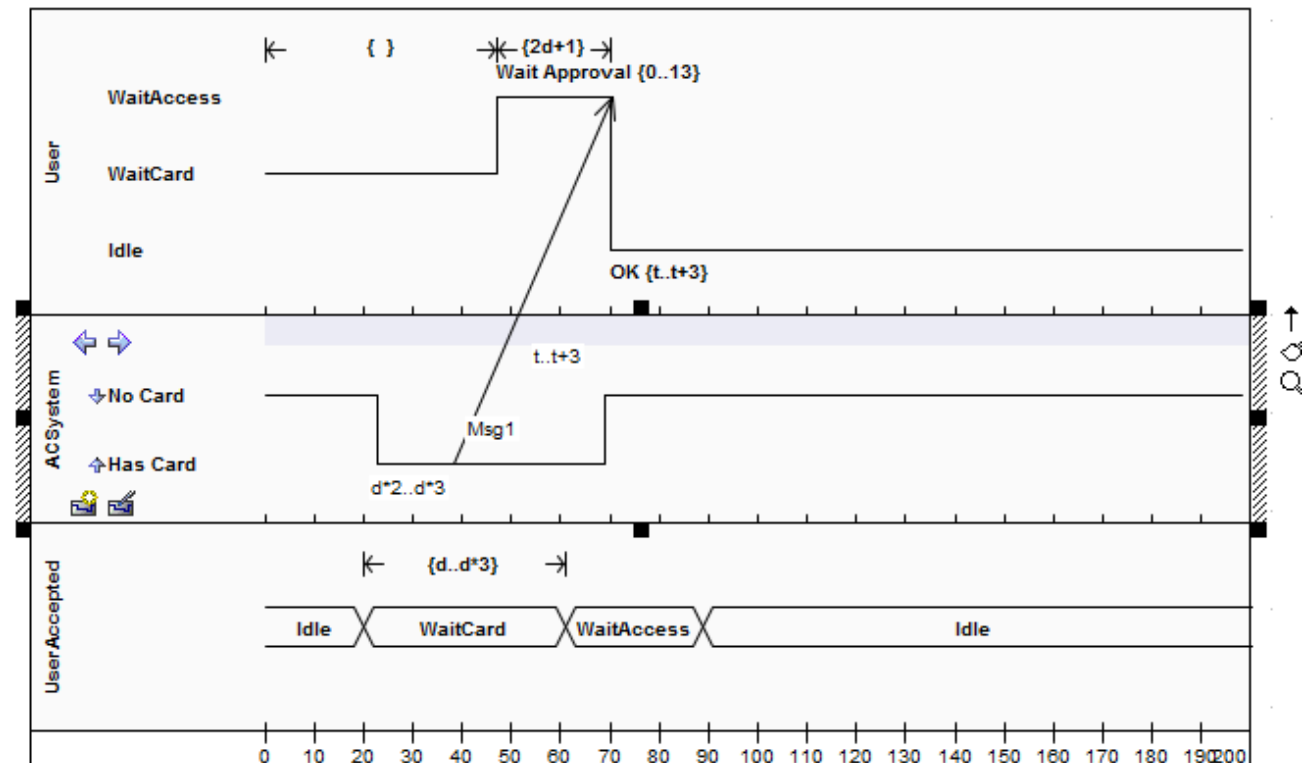 { }
{2d+1}
Wait Approval {0..13}
User
WaitAccess
WaitCard
Idle
OK {t..t+3}
ACSystem
t..t+3
No Card
Msg1
Has Card
d*2..d*3
UserAccepted
{d..d*3}
Idle
WaitCard
WaitAccess
Idle
0 10 20 30 40 50 60 70 80 90 100 110 120 130 140 150 160 170 180 190 200